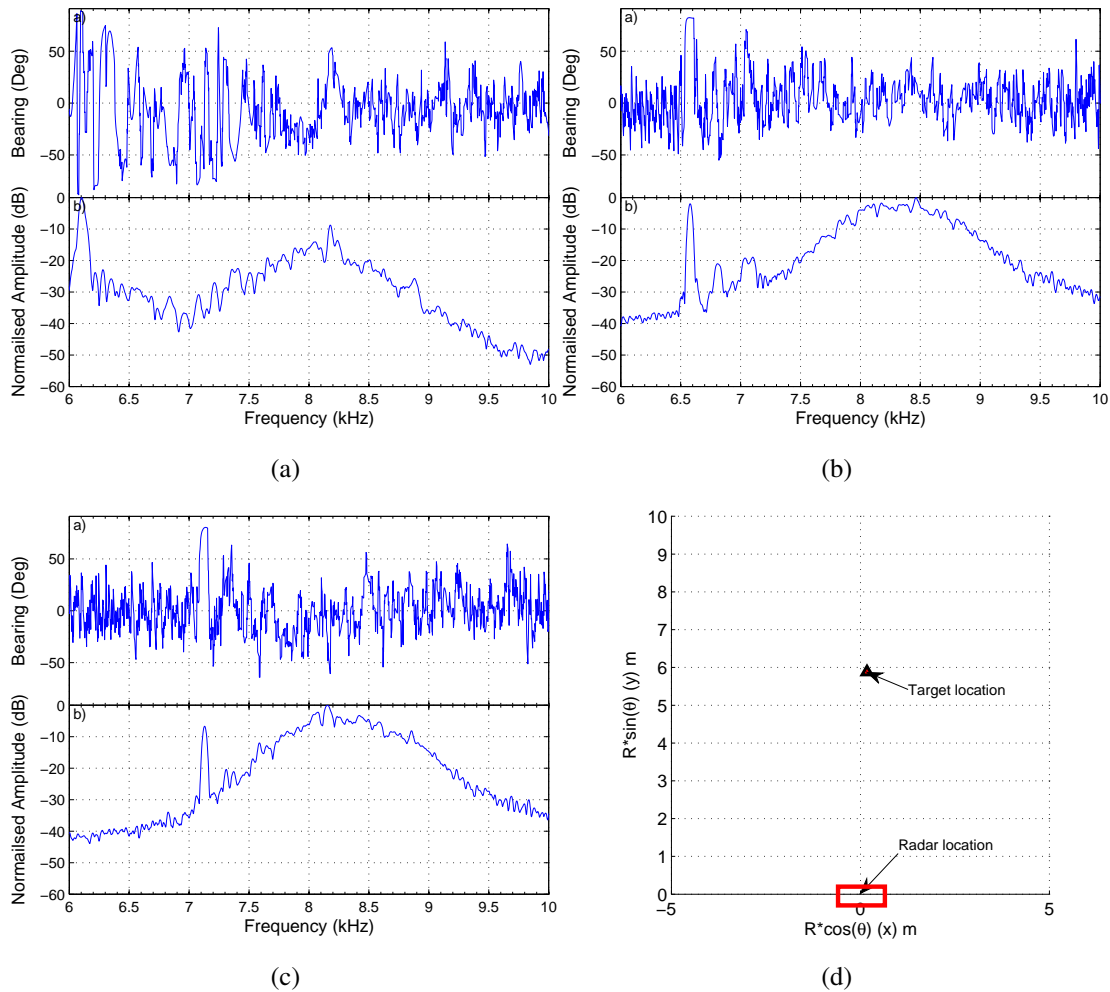 a)
50
0
−50
Bearing (Deg)
b)
0
−10
−20
−30
−40
−50
−60
Normailsed Amplitude (dB)
6 6.5 7 7.5 8 8.5 9 9.5 10
Frequency (kHz)
(a)
a)
50
0
−50
Bearing (Deg)
b)
0
−10
−20
−30
−40
−50
−60
Normailsed Amplitude (dB)
6 6.5 7 7.5 8 8.5 9 9.5 10
Frequency (kHz)
(b)
a)
50
0
−50
Bearing (Deg)
b)
0
−10
−20
−30
−40
−50
−60
Normailsed Amplitude (dB)
6 6.5 7 7.5 8 8.5 9 9.5 10
Frequency (kHz)
(c)
10
9
8
7
6
5
4
3
2
1
0
R*sin(θ) (y) m
Target location
Radar location
−5 0 5
R*cos(θ) (x) m
(d)